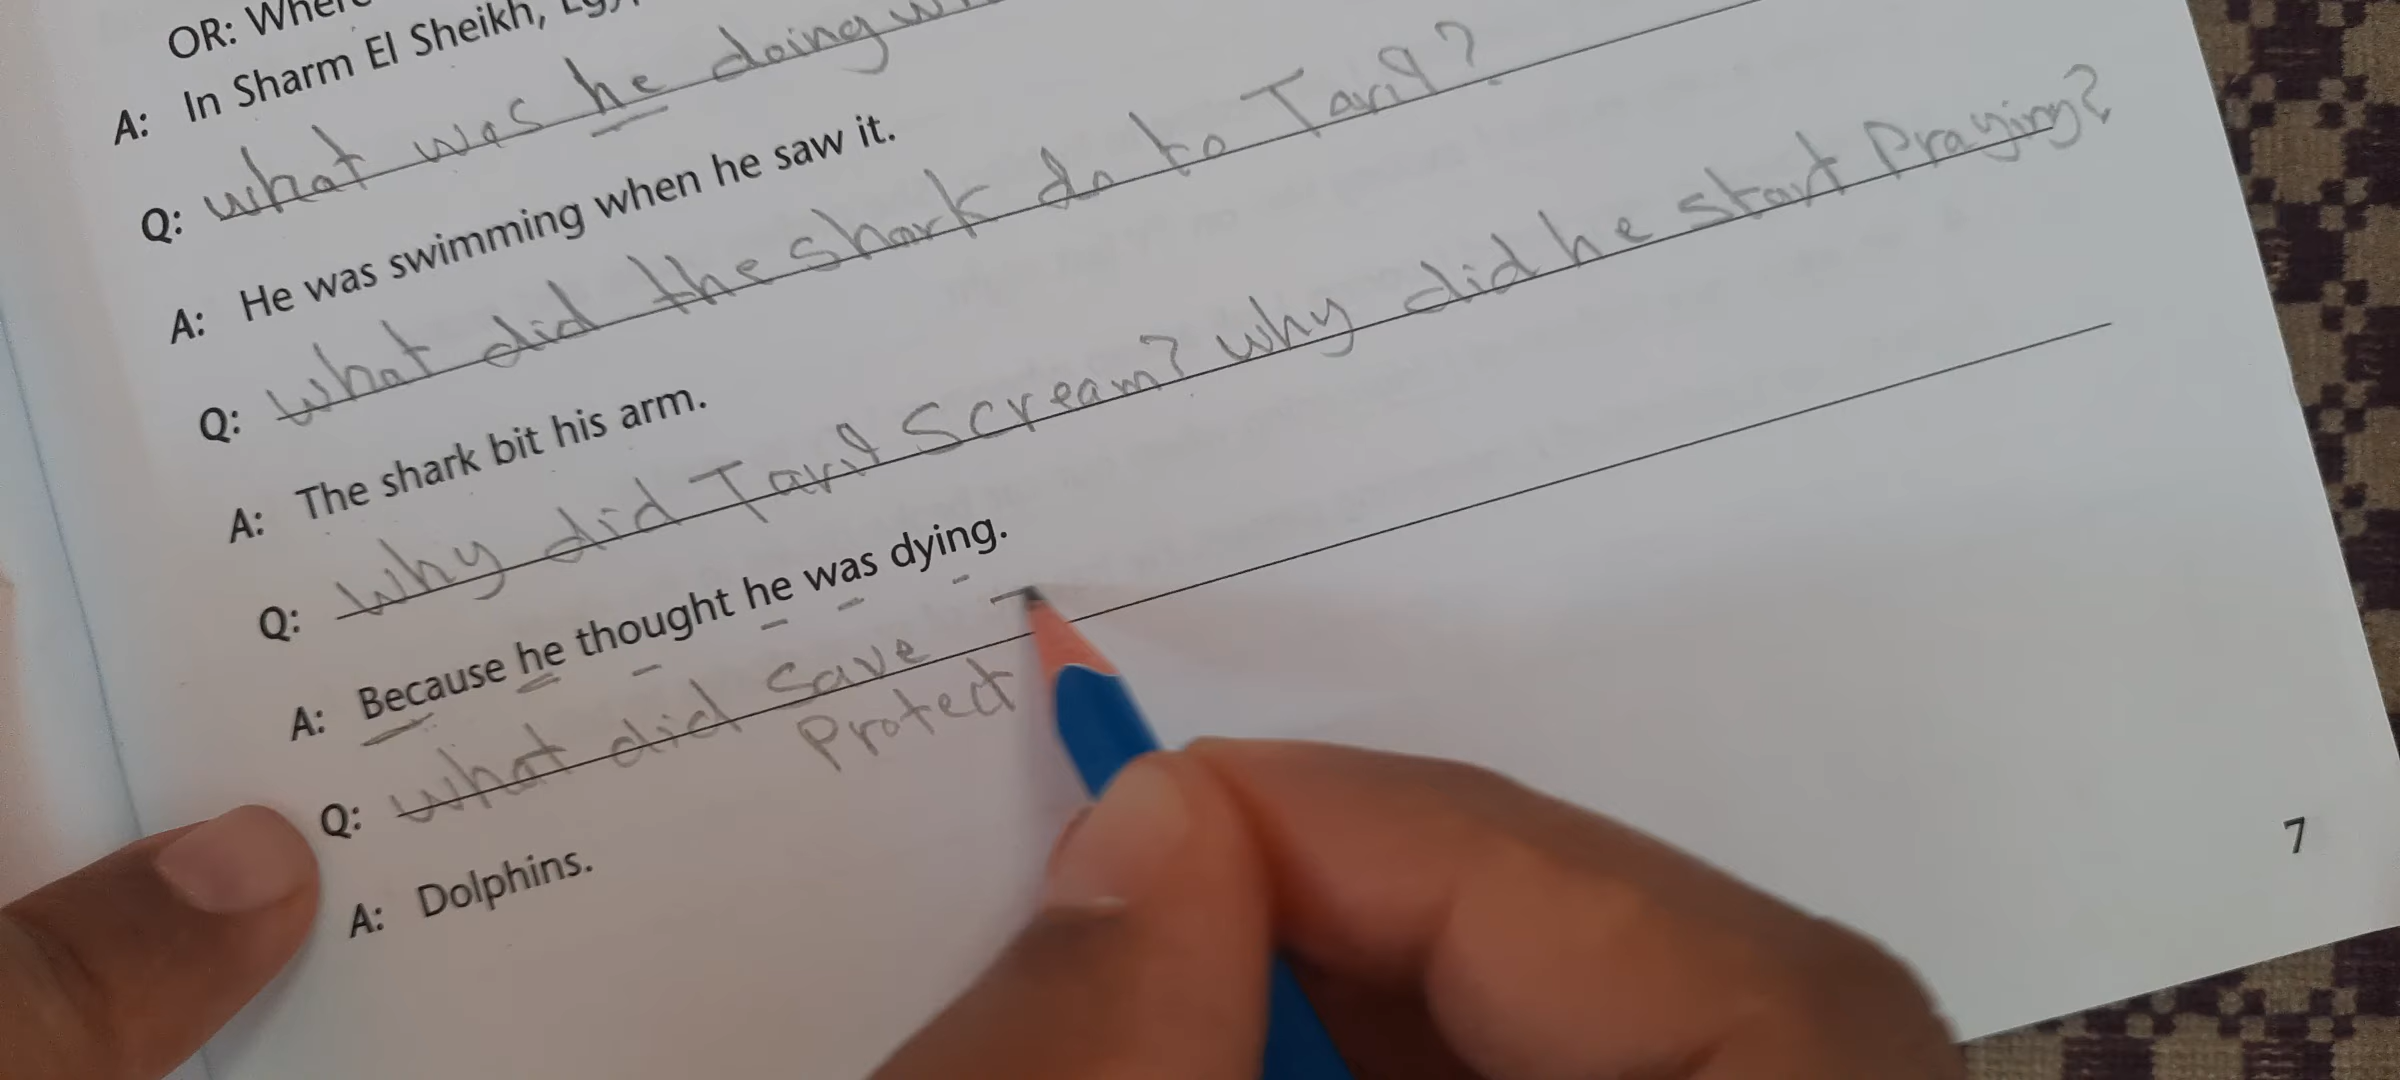 OR: Where
A: In Sharm El Sheikh,
Q: What was he doing
A: He was swimming when he saw it.
Q: What did the shark do to Tariq?
A: The shark bit his arm.
Q: Why did Tariq Scream? Why did he start Praying?
A: Because he thought he was dying.
Q: What did Save
Protect
A: Dolphins.
7